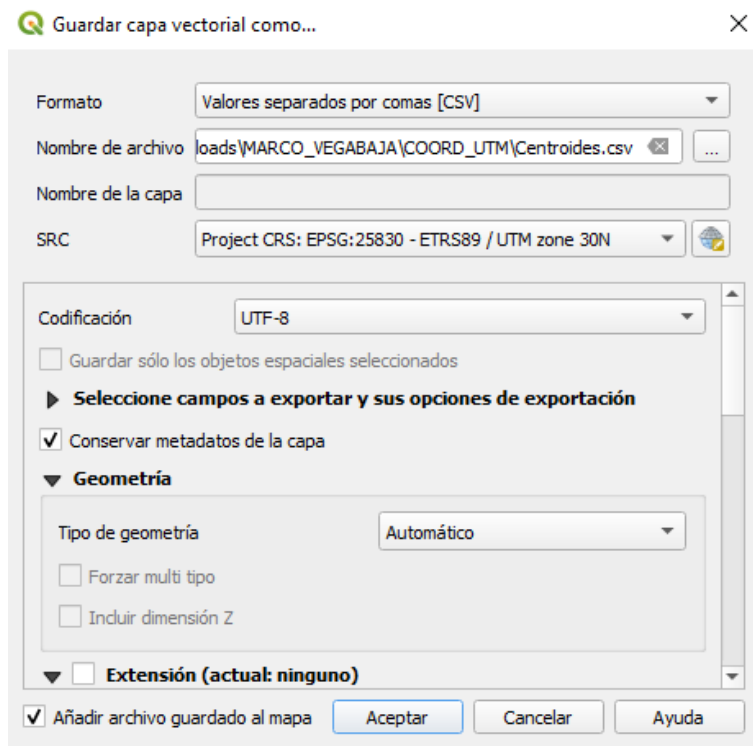 Guardar capa vectorial como...
Formato Valores separados por comas [CSV]
Nombre de archivo loads\MARCO_VEGABAJA\COORD_UTM\Centroides.csv ...
Nombre de la capa
SRC Project CRS: EPSG:25830 - ETRS89 / UTM zone 30N
Codificación UTF-8
Guardar sólo los objetos espaciales seleccionados
Seleccione campos a exportar y sus opciones de exportación
Conservar metadatos de la capa
Geometría
Tipo de geometría Automático
Forzar multi tipo
Incluir dimensión Z
Extensión (actual: ninguno)
Añadir archivo guardado al mapa Aceptar Cancelar Ayuda